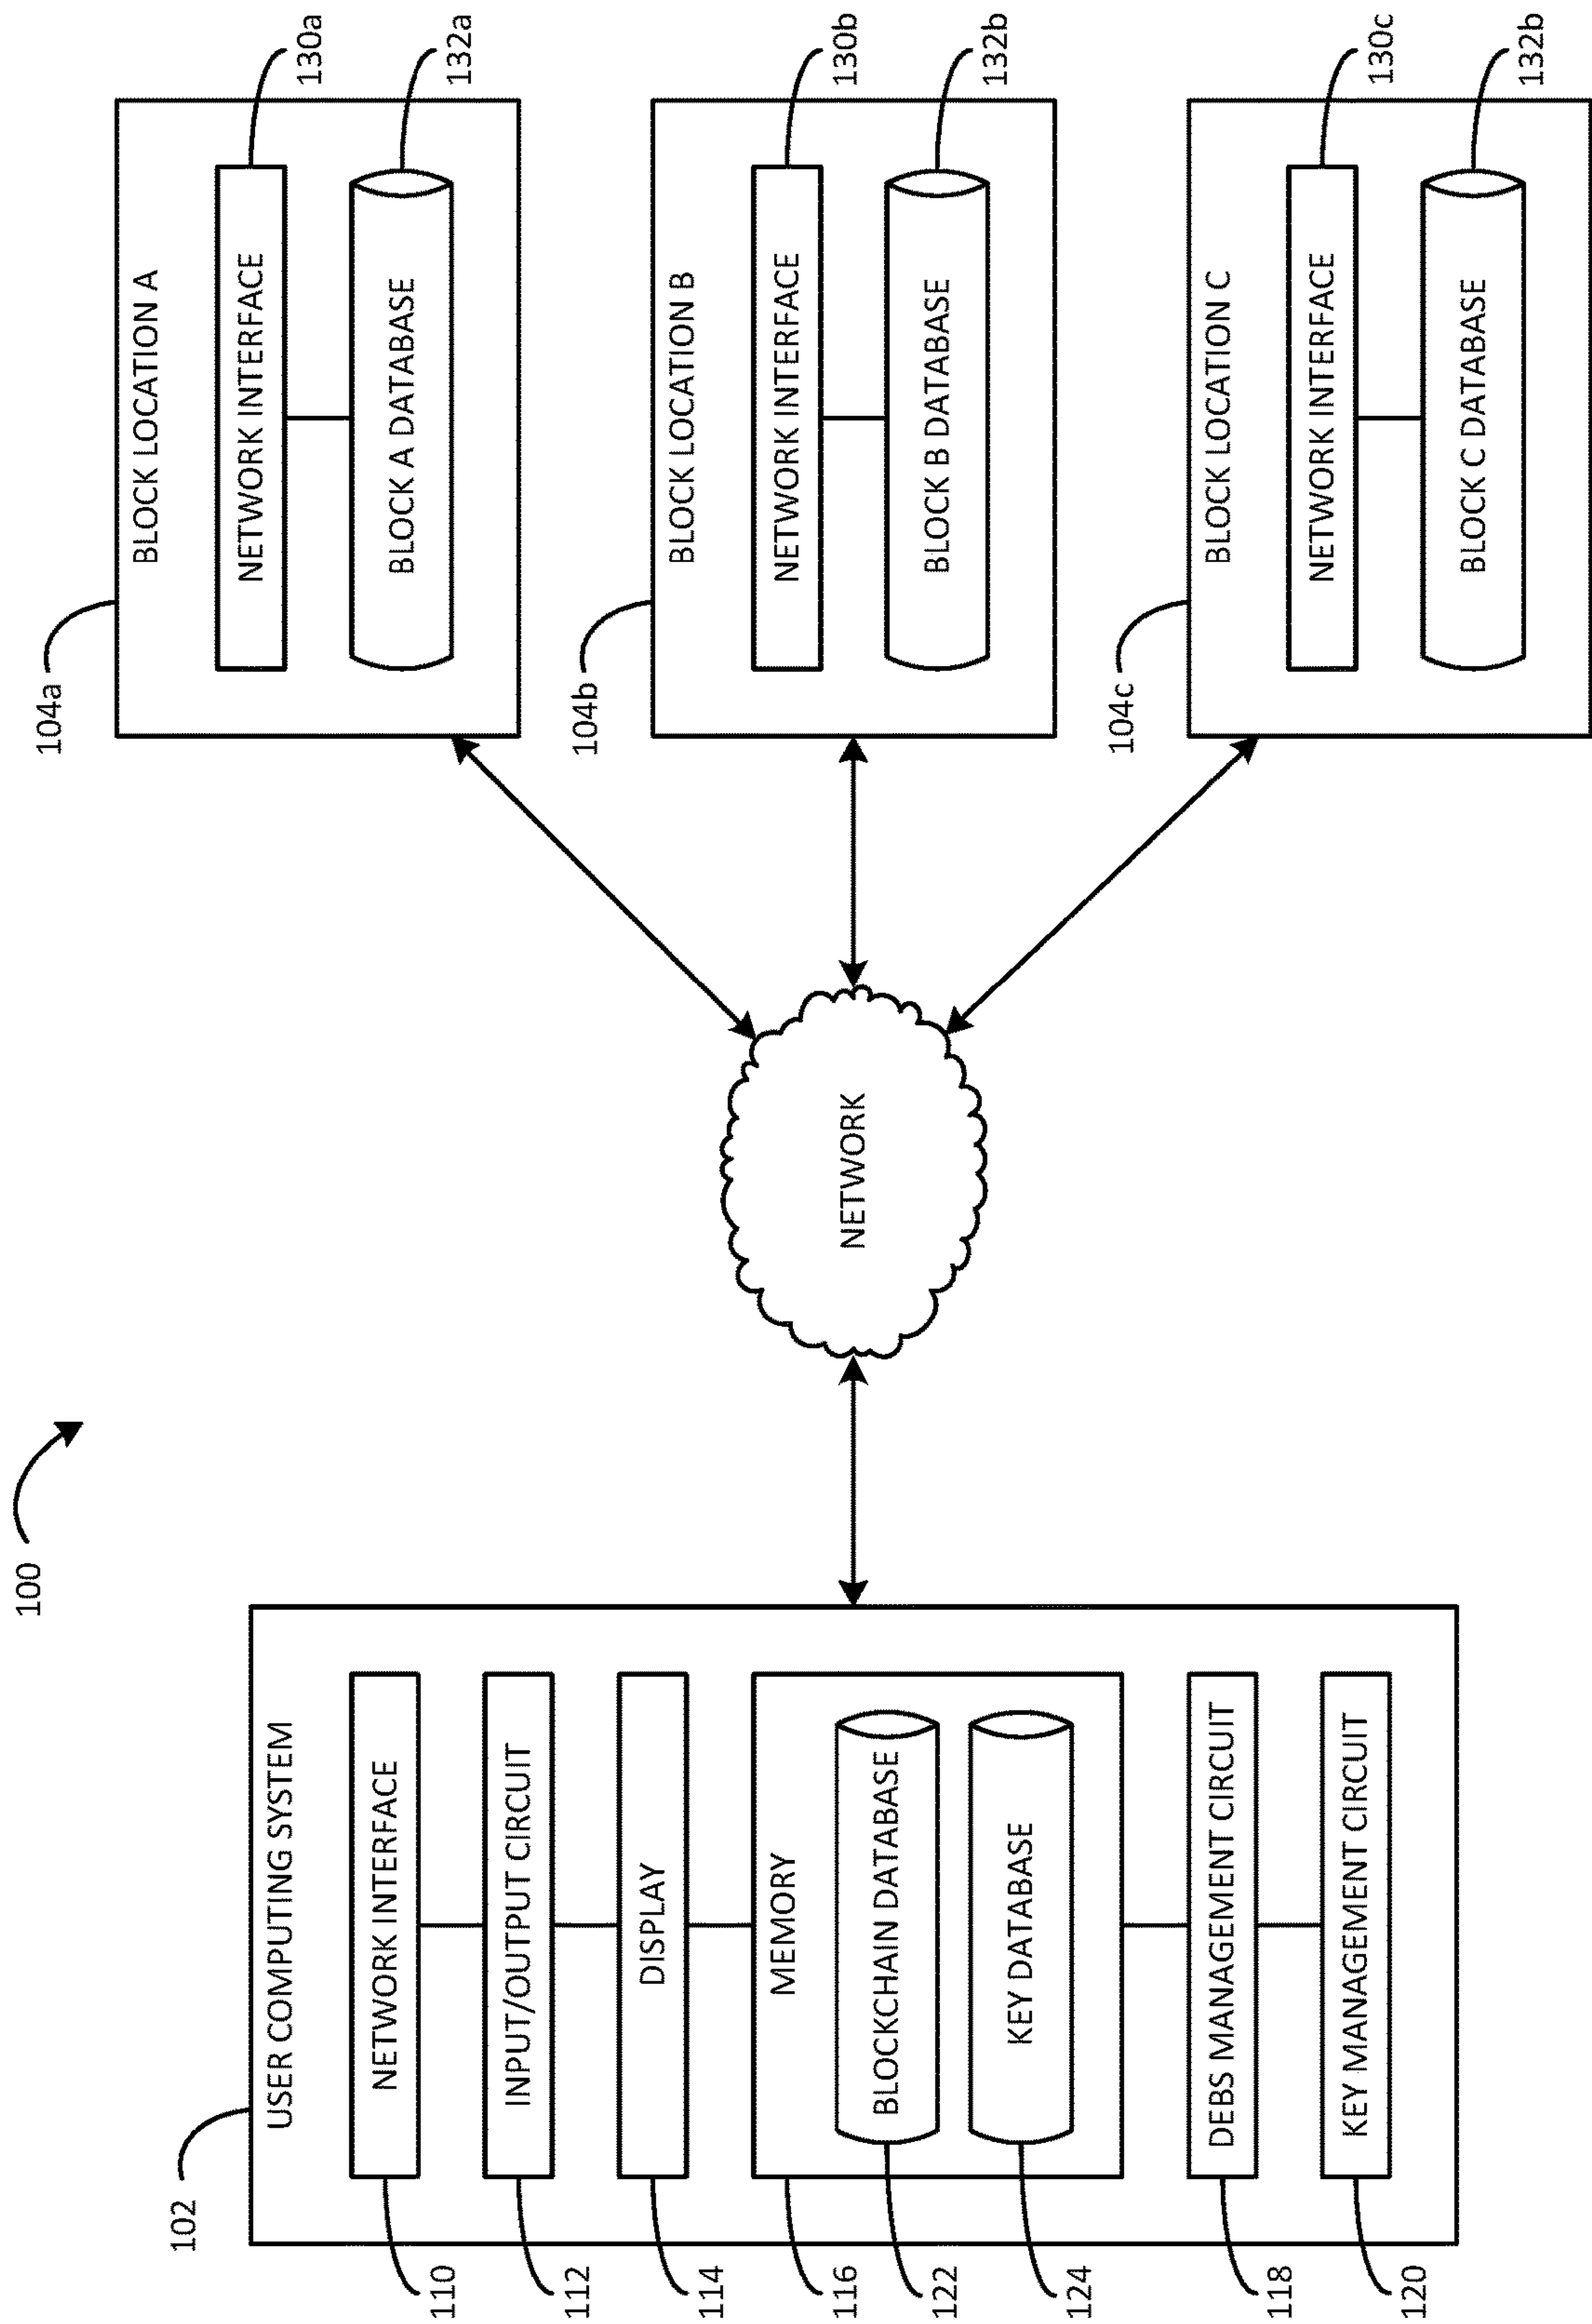 100
102
USER COMPUTING SYSTEM
110
NETWORK INTERFACE
112
INPUT/OUTPUT CIRCUIT
114
DISPLAY
116
MEMORY
122
BLOCKCHAIN DATABASE
124
KEY DATABASE
118
DEBS MANAGEMENT CIRCUIT
120
KEY MANAGEMENT CIRCUIT
NETWORK
104a
BLOCK LOCATION A
NETWORK INTERFACE
130a
BLOCK A DATABASE
132a
104b
BLOCK LOCATION B
NETWORK INTERFACE
130b
BLOCK B DATABASE
132b
104c
BLOCK LOCATION C
NETWORK INTERFACE
130c
BLOCK C DATABASE
132b